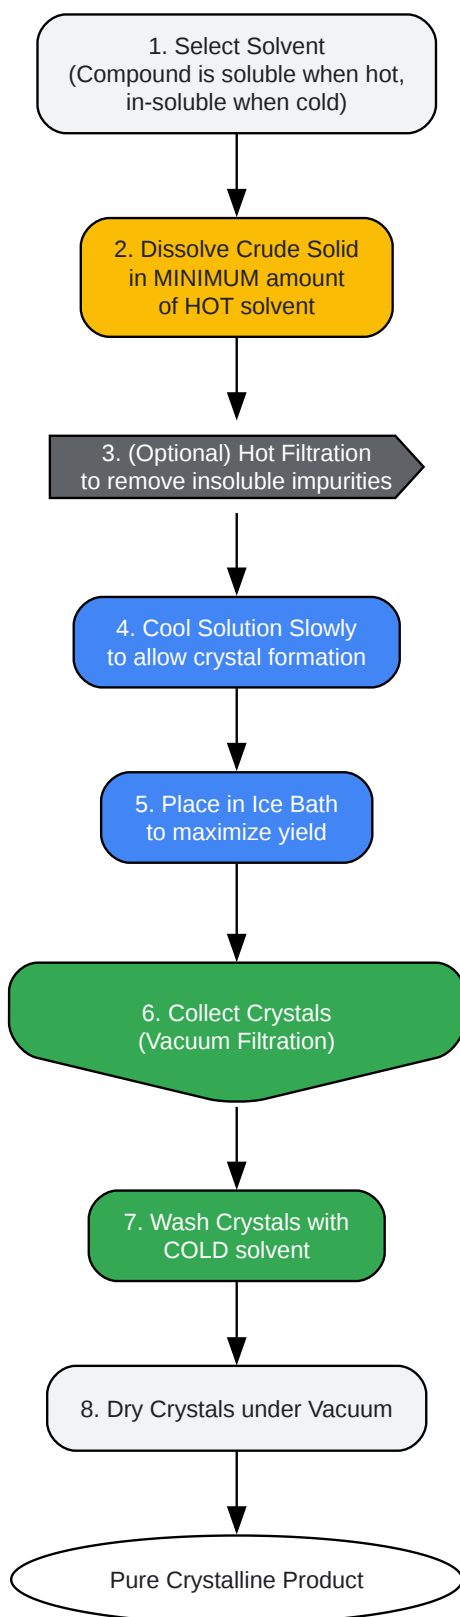 1. Select Solvent
(Compound is soluble when hot,
in-soluble when cold)
2. Dissolve Crude Solid
in MINIMUM amount
of HOT solvent
3. (Optional) Hot Filtration
to remove insoluble impurities
4. Cool Solution Slowly
to allow crystal formation
5. Place in Ice Bath
to maximize yield
6. Collect Crystals
(Vacuum Filtration)
7. Wash Crystals with
COLD solvent
8. Dry Crystals under Vacuum
Pure Crystalline Product